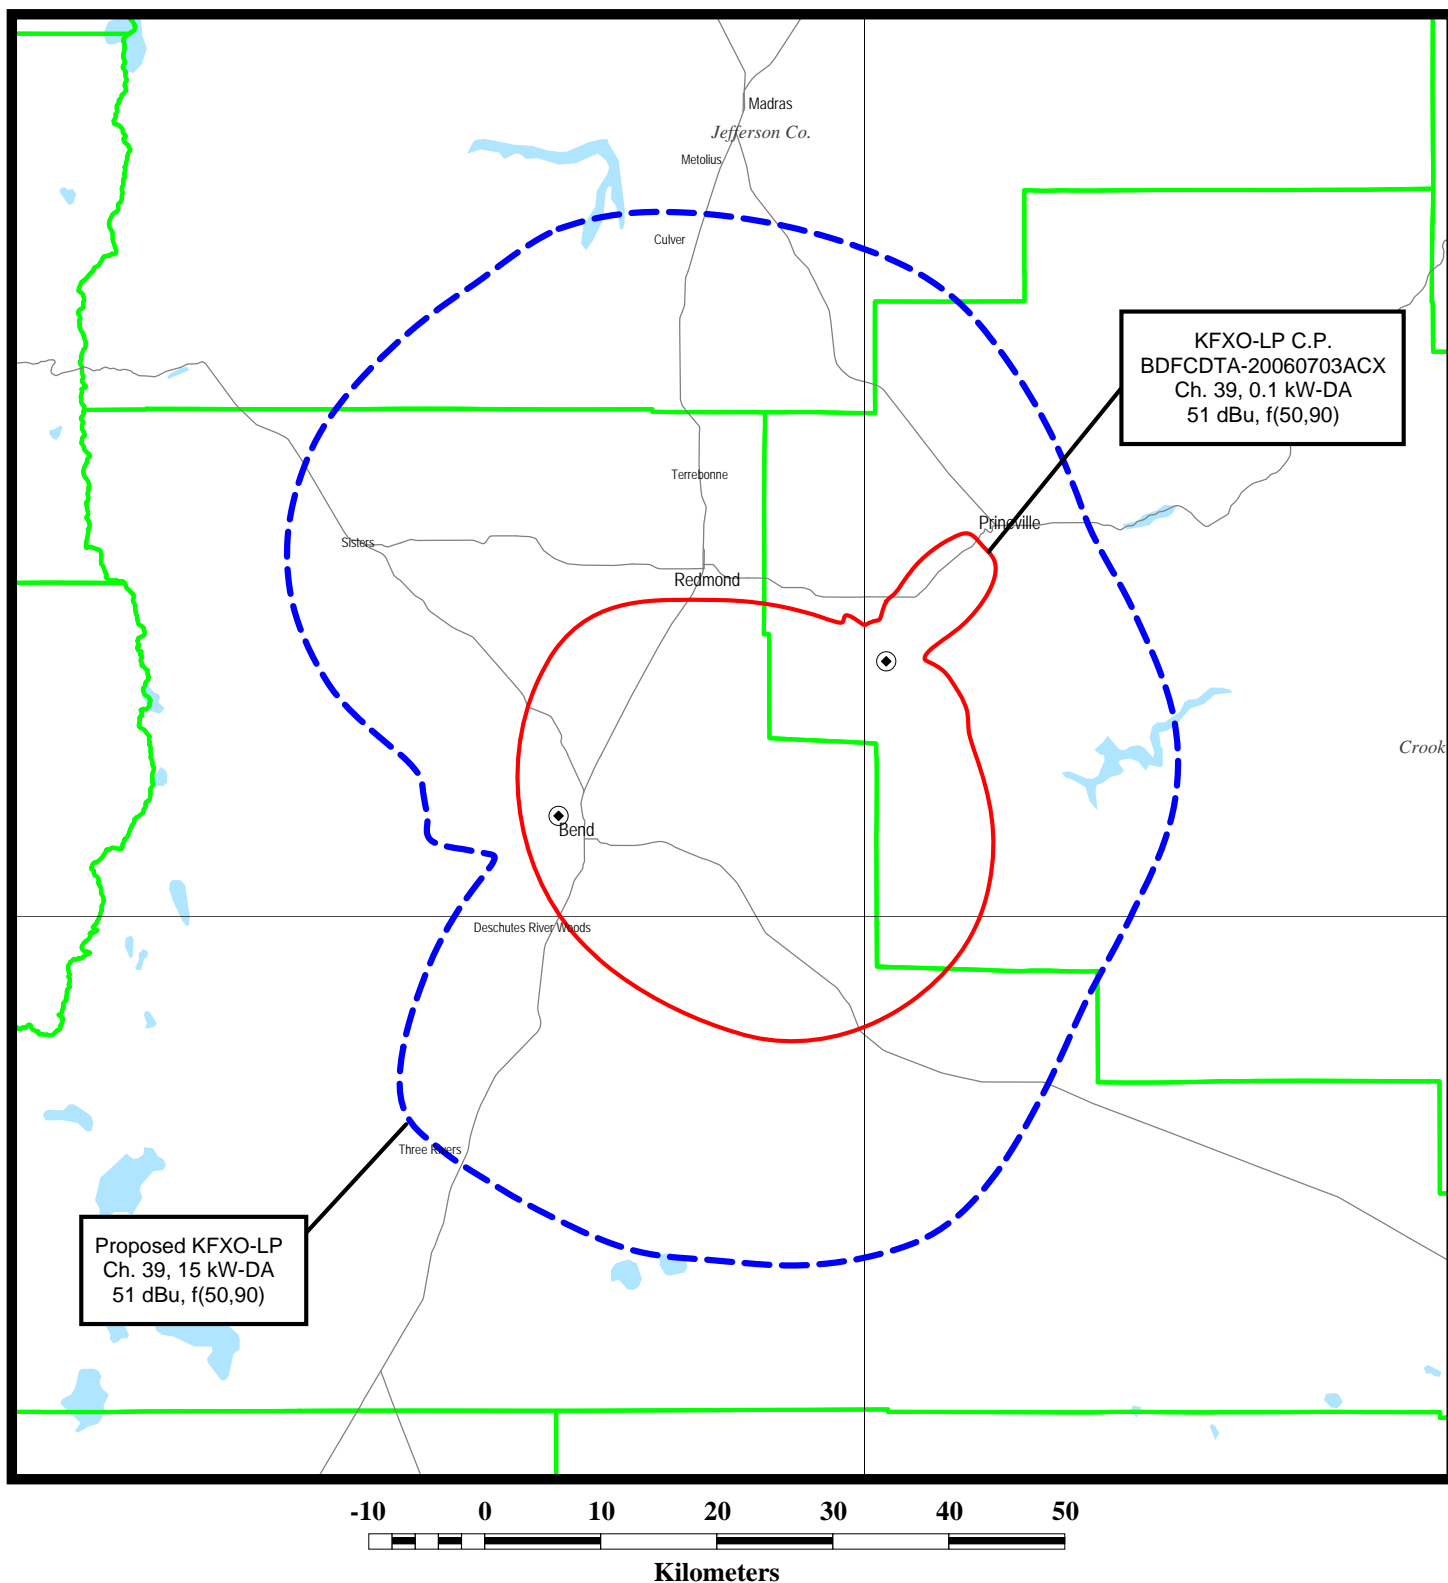 Madras
Jefferson Co.
Metolius
Culver
KFXO-LP C.P.
BDFCDTA-20060703ACX
Ch. 39, 0.1 kW-DA
51 dBu, f(50,90)
Terrebonne
Prineville
Sisters
Redmond
Crook
Bend
Deschutes River Woods
Three Rivers
Proposed KFXO-LP
Ch. 39, 15 kW-DA
51 dBu, f(50,90)
-10 0 10 20 30 40 50
Kilometers